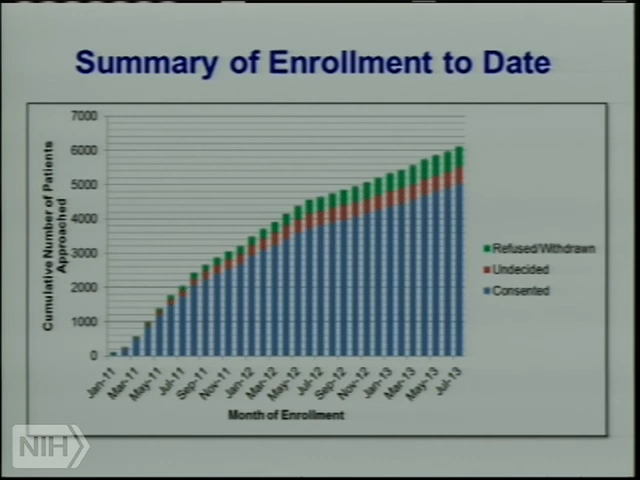 Summary of Enrollment to Date
Cumulative Number of Patients
Approached
7000
6000
5000
4000
3000
2000
1000
0
Jan-11
Mar-11
May-11
Jul-11
Sep-11
Nov-11
Jan-12
Mar-12
May-12
Jul-12
Sep-12
Nov-12
Jan-13
Mar-13
May-13
Jul-13
Month of Enrollment
Refused/Withdrawn
Undecided
Consented
NIH